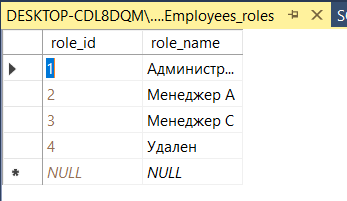 DESKTOP-CDL8DQM\....Employees_roles
role_id role_name
1 Администр...
2 Менеджер А
3 Менеджер С
4 Удален
* NULL NULL